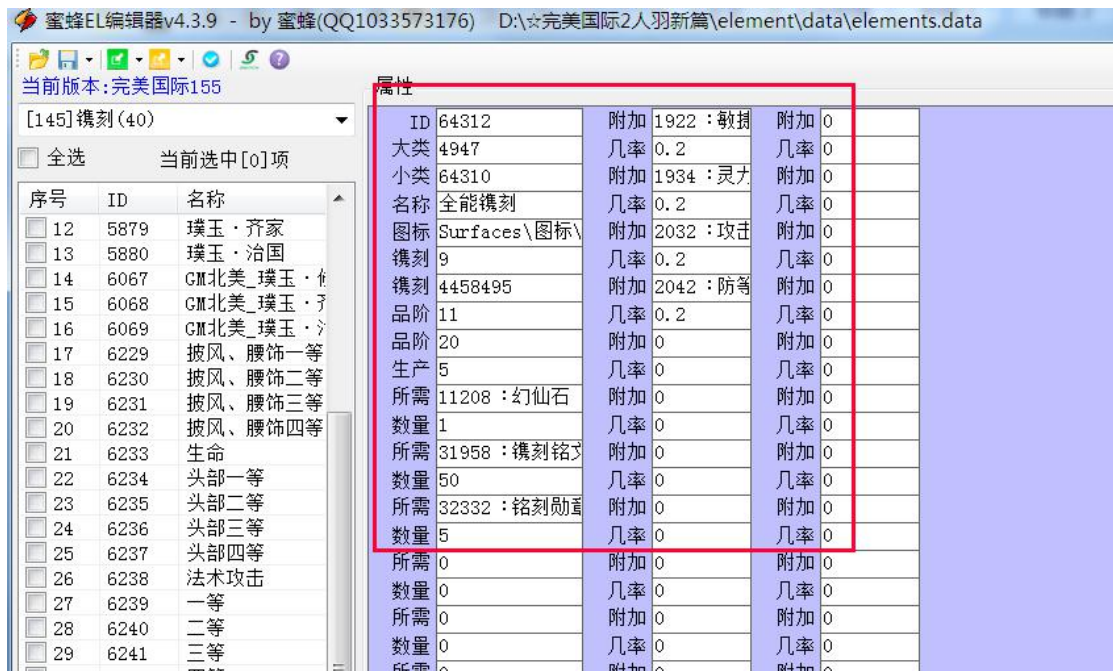 蜜蜂EL编辑器v4.3.9 - by 蜜蜂(QQ1033573176) D:\☆完美国际2人羽新篇\element\data\elements.data
当前版本:完美国际155
属性
[145]镌刻(40)
全选 当前选中[0]项
序号 ID 名称
12 5879 璞玉·齐家
13 5880 璞玉·治国
14 6067 GM北美_璞玉·
15 6068 GM北美_璞玉·
16 6069 GM北美_璞玉·
17 6229 披风、腰饰一等
18 6230 披风、腰饰二等
19 6231 披风、腰饰三等
20 6232 披风、腰饰四等
21 6233 生命
22 6234 头部一等
23 6235 头部二等
24 6236 头部三等
25 6237 头部四等
26 6238 法术攻击
27 6239 一等
28 6240 二等
29 6241 三等
ID 64312 附加 1922：敏捷 附加 0
大类 4947 几率 0.2 几率 0
小类 64310 附加 1934：灵力 附加 0
名称 全能镌刻 几率 0.2 几率 0
图标 Surfaces\图标\ 附加 2032：攻击 附加 0
镌刻 9 几率 0.2 几率 0
镌刻 4458495 附加 2042：防等 附加 0
品阶 11 几率 0.2 几率 0
品阶 20 附加 0 附加 0
生产 5 几率 0 几率 0
所需 11208：幻仙石 附加 0 附加 0
数量 1 几率 0 几率 0
所需 31958：镌刻铭文 附加 0 附加 0
数量 50 几率 0 几率 0
所需 32332：铭刻勋章 附加 0 附加 0
数量 5 几率 0 几率 0
所需 0 附加 0 附加 0
数量 0 几率 0 几率 0
所需 0 附加 0 附加 0
数量 0 几率 0 几率 0
所需 0 附加 0 附加 0